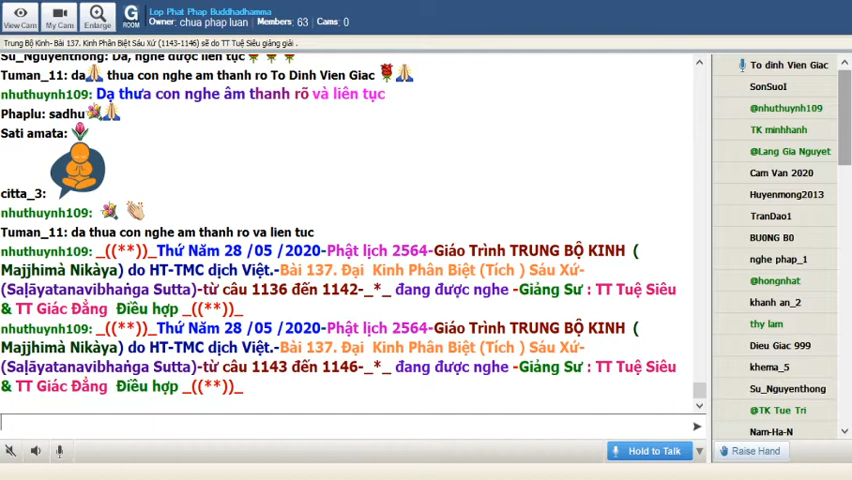 View Cam
My Cam
Enlarge
G
ROOM
Lop Phat Phap Buddhadhamma
Owner: chua phap luan Members: 63 Cams: 0
Trung Bộ Kinh- Bài 137. Kinh Phân Biệt Sáu Xứ (1143-1146) sẽ do TT Tuệ Siêu giảng giải .
Su_Nguyenthong: Dạ, nghe được liên tục
Tuman_11: da thua con nghe am thanh ro To Dinh Vien Giac
nhuthuynh109: Dạ thưa con nghe âm thanh rõ và liên tục
Phaplu: sadhu
Sati amata:
citta_3:
nhuthuynh109:
Tuman_11: da thua con nghe am thanh ro va lien tuc
nhuthuynh109: _((**))_Thứ Năm 28 /05 /2020-Phật lịch 2564-Giáo Trình TRUNG BỘ KINH (
Majjhimà Nikàya) do HT-TMC dịch Việt.-Bài 137. Đại Kinh Phân Biệt (Tích ) Sáu Xứ-
(Saḷāyatanavibhaṅga Sutta)-từ câu 1136 đến 1142-_*_ đang được nghe -Giảng Sư : TT Tuệ Siêu
& TT Giác Đẳng Điều hợp _((**))_
nhuthuynh109: _((**))_Thứ Năm 28 /05 /2020-Phật lịch 2564-Giáo Trình TRUNG BỘ KINH (
Majjhimà Nikàya) do HT-TMC dịch Việt.-Bài 137. Đại Kinh Phân Biệt (Tích ) Sáu Xứ-
(Saḷāyatanavibhaṅga Sutta)-từ câu 1143 đến 1146-_*_ đang được nghe -Giảng Sư : TT Tuệ Siêu
& TT Giác Đẳng Điều hợp _((**))_
Hold to Talk
To dinh Vien Giac
SonSuoI
@nhuthuynh109
TK minhhanh
@Lang Gia Nguyet
Cam Van 2020
Huyenmong2013
TranDao1
BU0NG B0
nghe phap_1
@hongnhat
khanh an_2
thy lam
Dieu Giac 999
khema_5
Su_Nguyenthong
@TK Tue Tri
Nam-Ha-N
Raise Hand